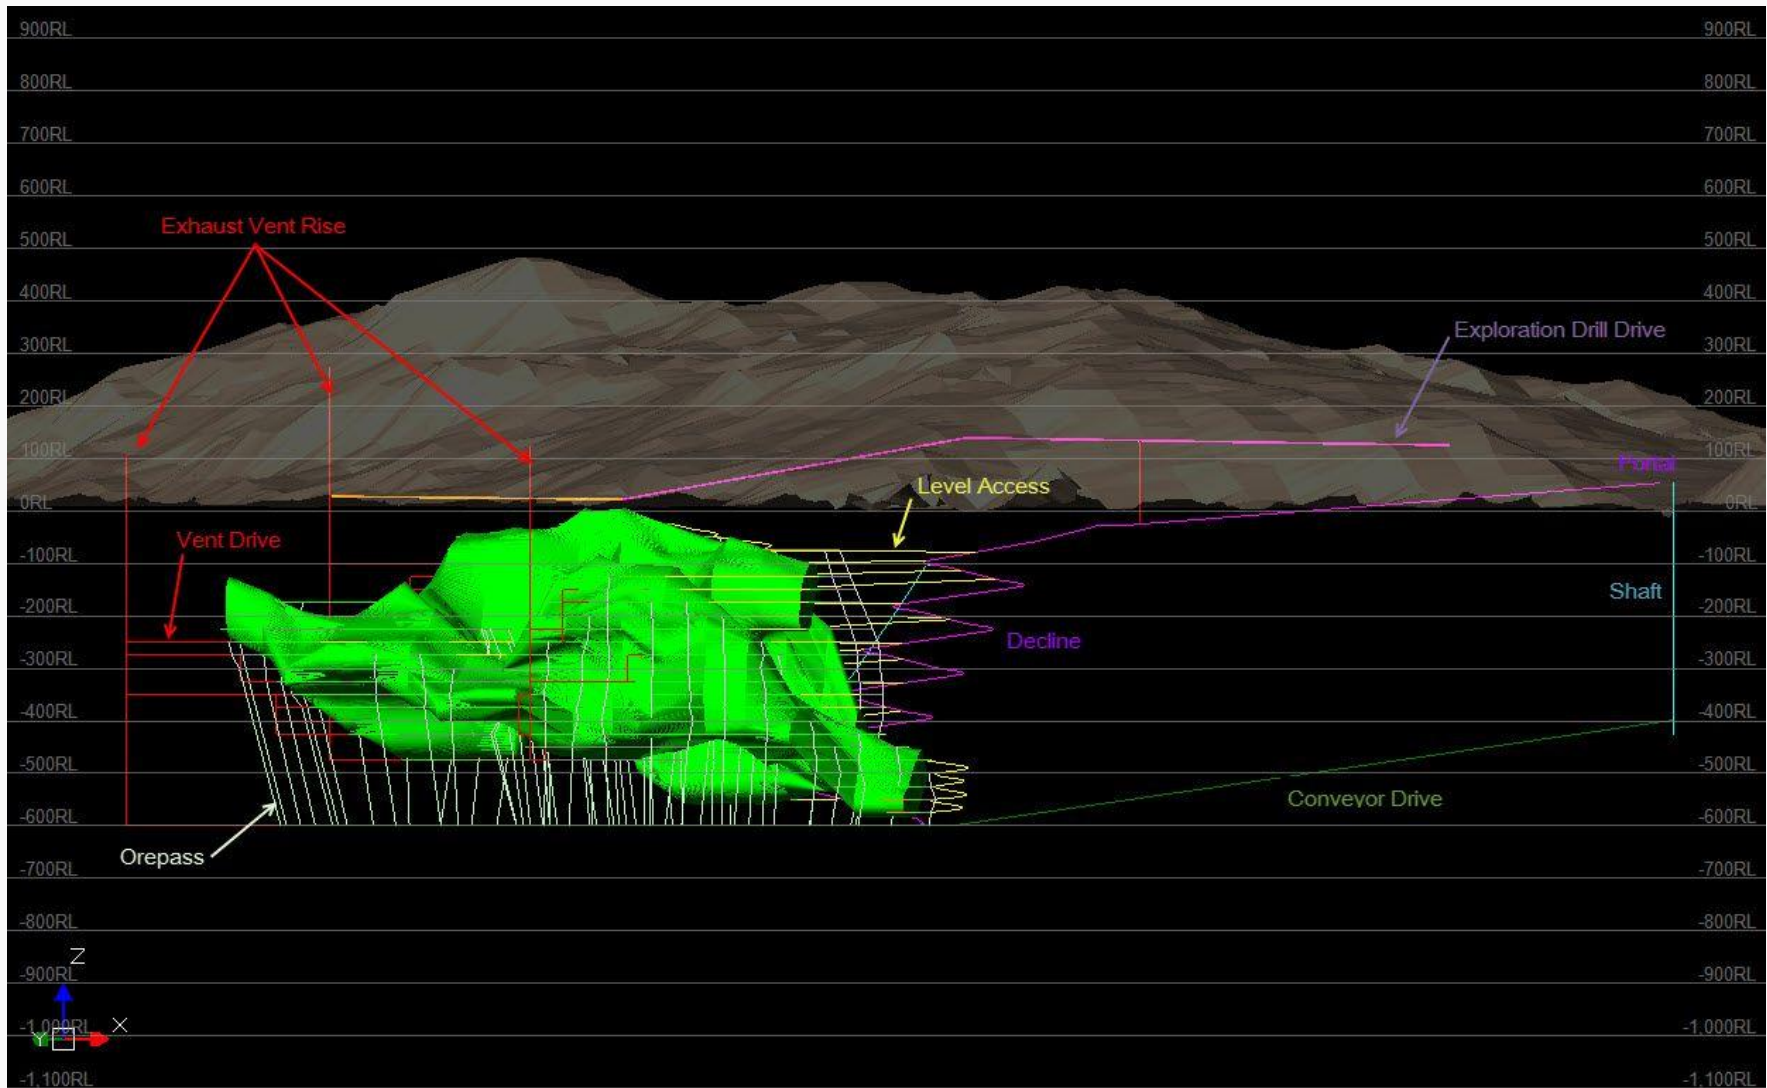 900RL 900RL
800RL 800RL
700RL 700RL
600RL 600RL
Exhaust Vent Rise
500RL 500RL
400RL 400RL
Exploration Drill Drive
300RL 300RL
200RL 200RL
100RL 100RL
Portal
Level Access
0RL 0RL
Vent Drive
-100RL -100RL
Shaft
-200RL -200RL
Decline
-300RL -300RL
-400RL -400RL
-500RL -500RL
Conveyor Drive
-600RL -600RL
Orepass
-700RL -700RL
-800RL -800RL
Z
-900RL -900RL
X
-1,000RL -1,000RL
Y
-1,100RL -1,100RL